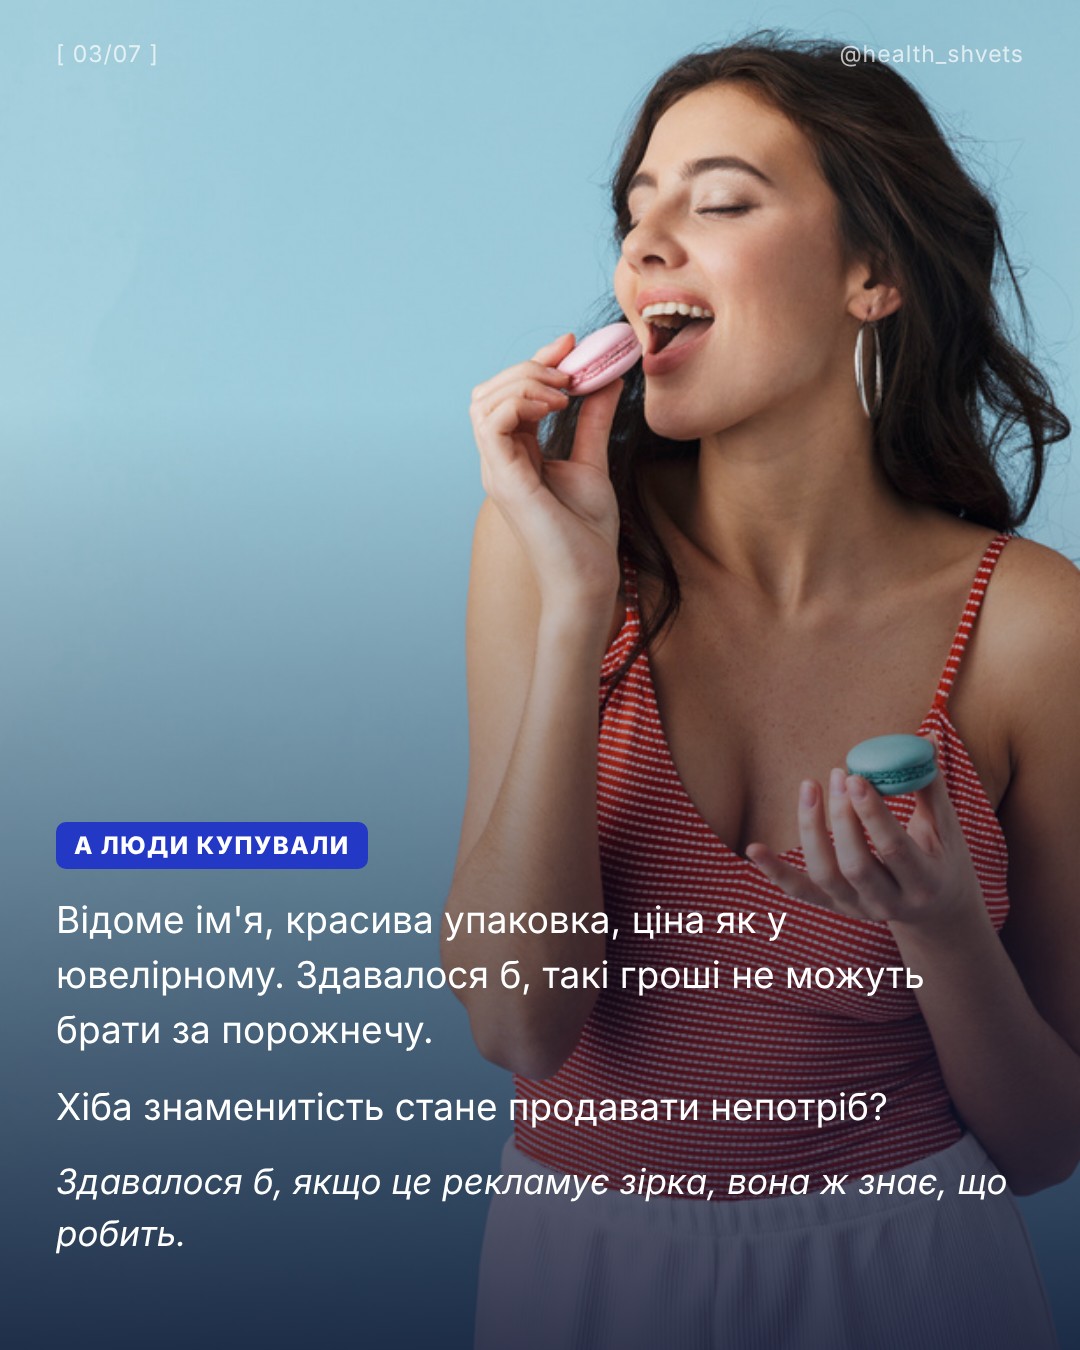 [ 03/07 ]
@health_shvets
А ЛЮДИ КУПУВАЛИ
Відоме ім'я, красива упаковка, ціна як у
ювелірному. Здавалося б, такі гроші не можуть
брати за порожнечу.
Хіба знаменитість стане продавати непотріб?
Здавалося б, якщо це рекламує зірка, вона ж знає, що
робить.